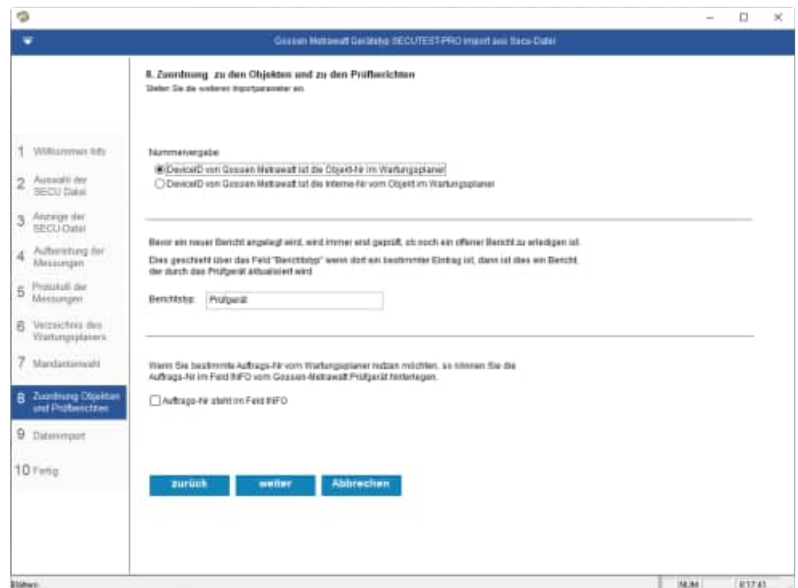 Gossen Metrawatt Gerätetyp SECUTEST-PRO Import aus Secu-Datei
8. Zuordnung zu den Objekten und zu den Prüfberichten
Stellen Sie die weiteren Importparameter ein.
1 Willkommen Info
2 Auswahl der
SECU Datei
3 Anzeige der
SECU-Datei
4 Aufbereitung der
Messungen
5 Protokoll der
Messungen
6 Verzeichnis des
Wartungsplaners
7 Mandantenwahl
8 Zuordnung Objekten
und Prüfberichten
9 Datenimport
10 Fertig
Nummernvergabe
DeviceID von Gossen Metrawatt ist die Objekt-Nr im Wartungsplaner
DeviceID von Gossen Metrawatt ist die Interne-Nr vom Objekt im Wartungsplaner
Bevor ein neuer Bericht angelegt wird, wird immer erst geprüft, ob noch ein offener Bericht zu erledigen ist.
Dies geschieht über das Feld "Berichtstyp" wenn dort ein bestimmter Eintrag ist, dann ist dies ein Bericht,
der durch das Prüfgerät aktualisiert wird.
Berichtstyp: Prüfgerät
Wenn Sie bestimmte Auftrags-Nr vom Wartungsplaner nutzen möchten, so können Sie die
Auftrags-Nr im Feld INFO vom Gossen-Metrawatt Prüfgerät hinterlegen.
Auftrags-Nr steht im Feld INFO
zurück weiter Abbrechen
NUM